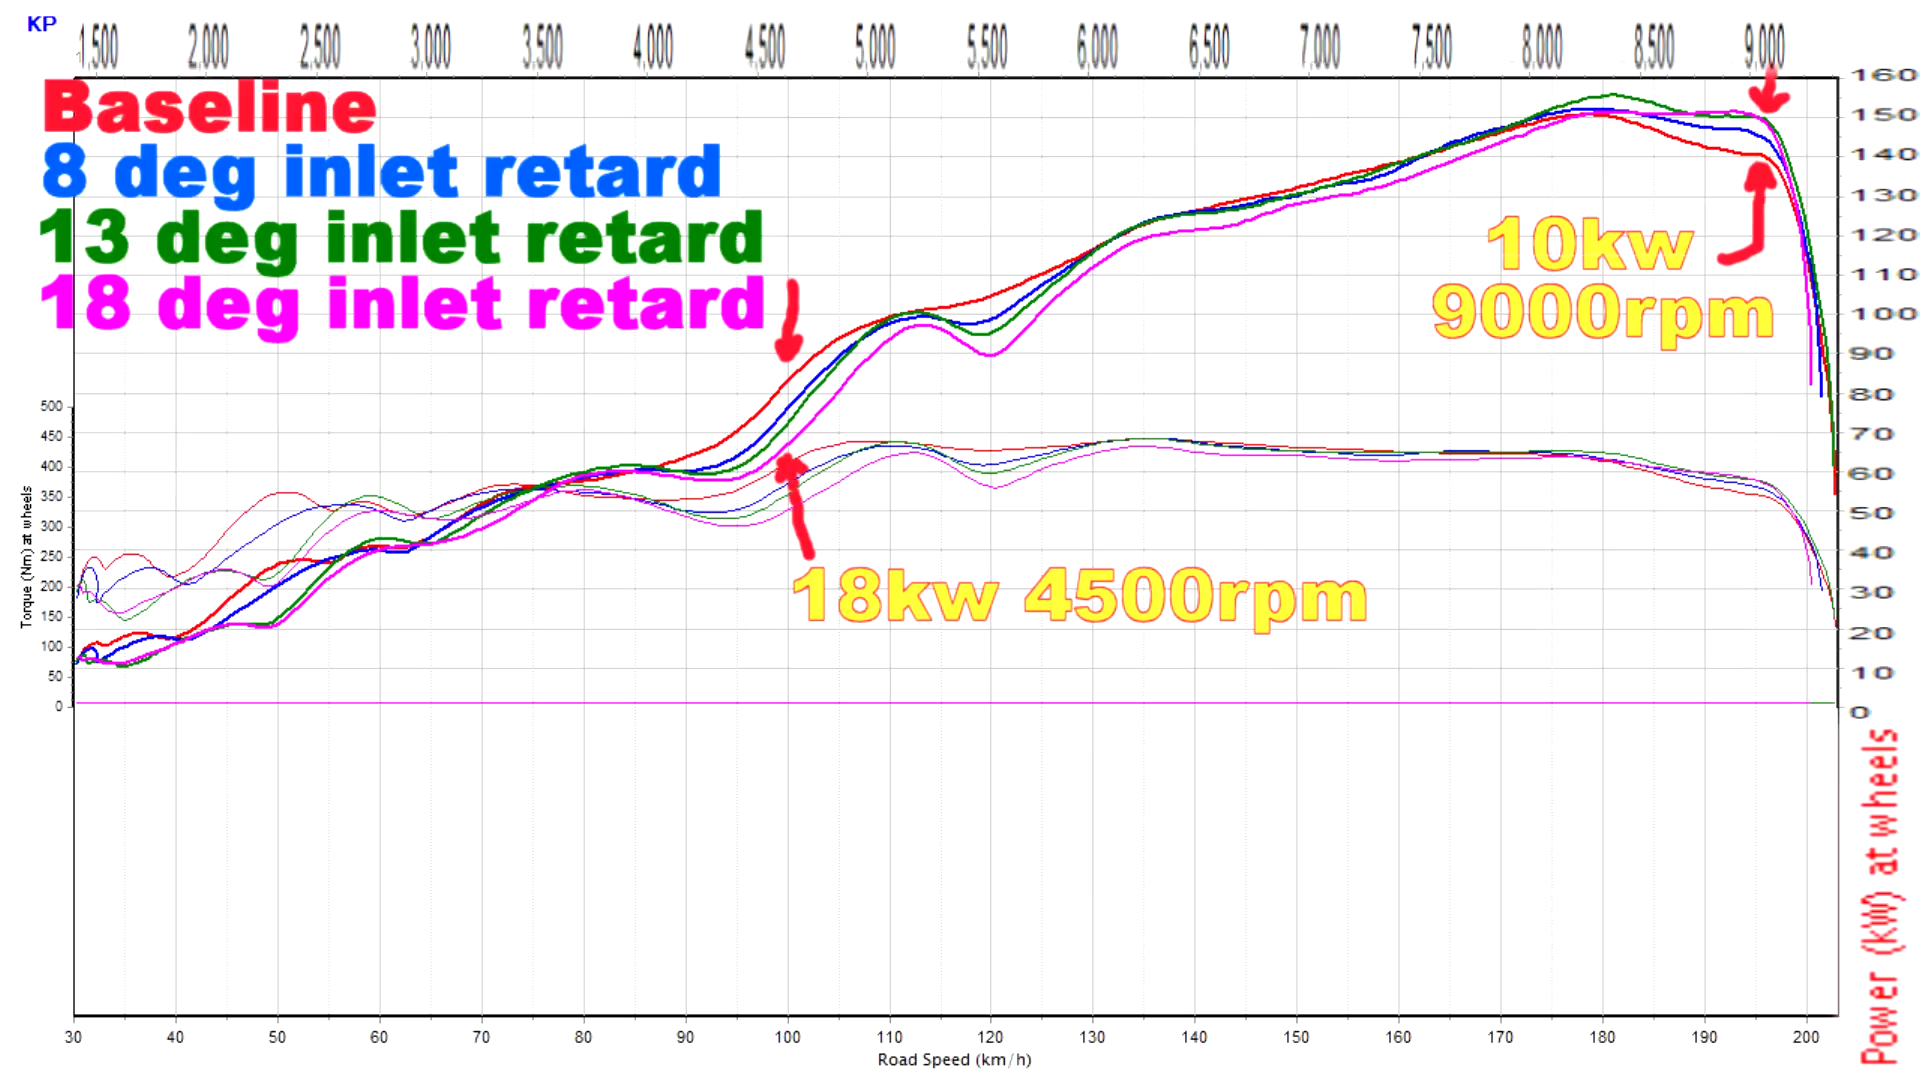 KP
1,500 2,000 2,500 3,000 3,500 4,000 4,500 5,000 5,500 6,000 6,500 7,000 7,500 8,000 8,500 9,000
Baseline
8 deg inlet retard
13 deg inlet retard
18 deg inlet retard
10kw
9000rpm
18kw 4500rpm
500
450
400
350
300
250
200
150
100
50
0
Torque (Nm) at wheels
160
150
140
130
120
110
100
90
80
70
60
50
40
30
20
10
0
Power (kW) at wheels
30 40 50 60 70 80 90 100 110 120 130 140 150 160 170 180 190 200
Road Speed (km/h)